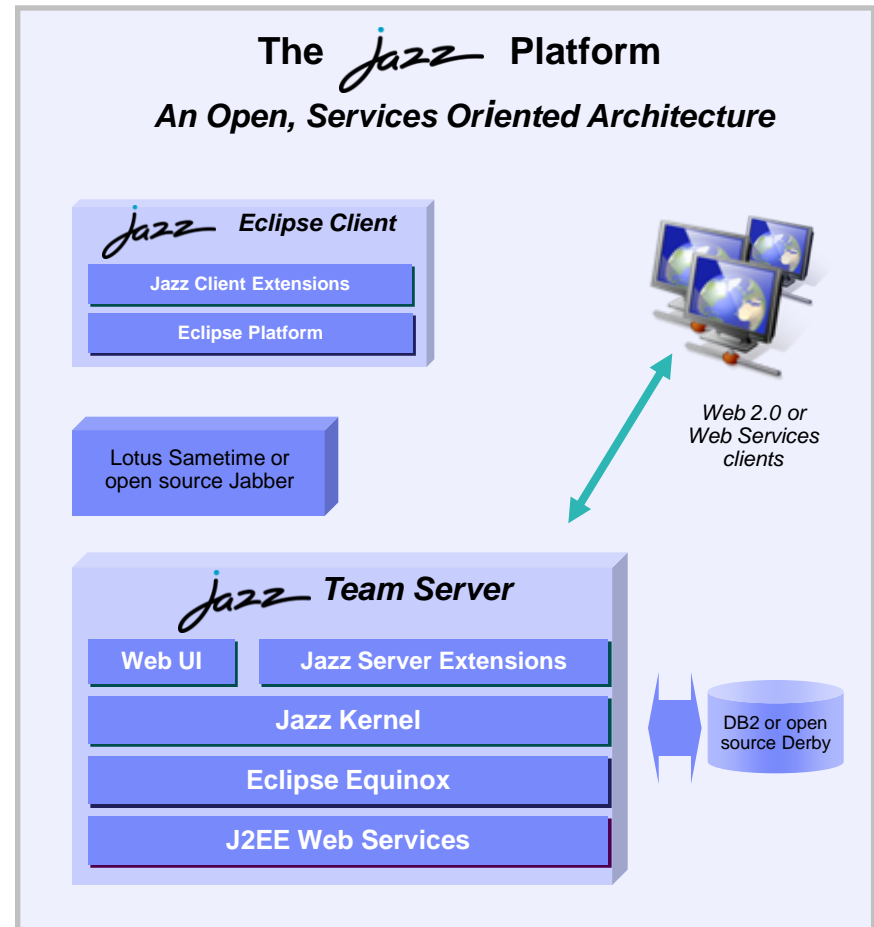 The jazz Platform
An Open, Services Oriented Architecture
jazz Eclipse Client
Jazz Client Extensions
Eclipse Platform
Web 2.0 or
Web Services
clients
Lotus Sametime or
open source Jabber
jazz Team Server
Web UI
Jazz Server Extensions
Jazz Kernel
Eclipse Equinox
J2EE Web Services
DB2 or open
source Derby